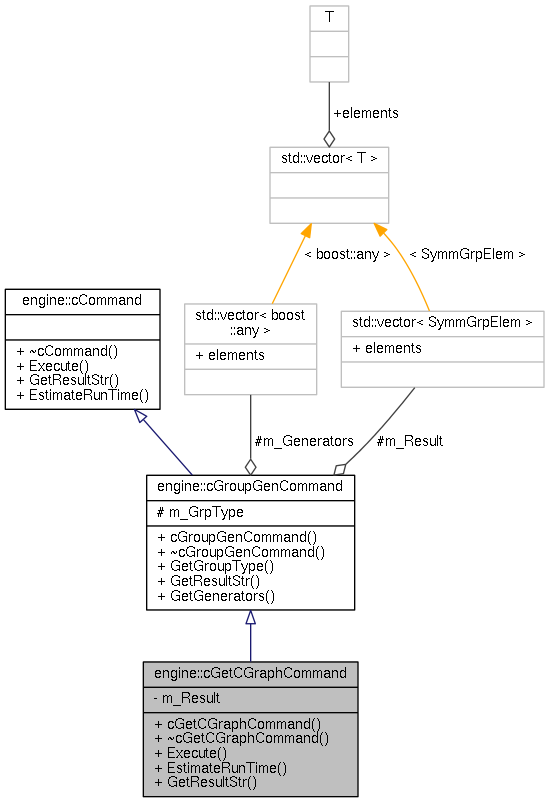 T
+elements
std::vector< T >
< boost::any >
< SymmGrpElem >
engine::cCommand
+ ~cCommand()
+ Execute()
+ GetResultStr()
+ EstimateRunTime()
std::vector< boost
::any >
+ elements
std::vector< SymmGrpElem >
+ elements
#m_Generators
#m_Result
engine::cGroupGenCommand
# m_GrpType
+ cGroupGenCommand()
+ ~cGroupGenCommand()
+ GetGroupType()
+ GetResultStr()
+ GetGenerators()
engine::cGetCGraphCommand
- m_Result
+ cGetCGraphCommand()
+ ~cGetCGraphCommand()
+ Execute()
+ EstimateRunTime()
+ GetResultStr()